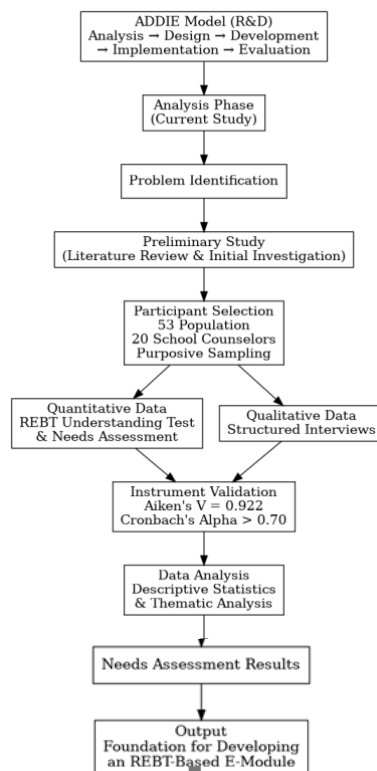 ADDIE Model (R&D)
Analysis → Design → Development
→ Implementation → Evaluation
Analysis Phase
(Current Study)
Problem Identification
Preliminary Study
(Literature Review & Initial Investigation)
Participant Selection
53 Population
20 School Counselors
Purposive Sampling
Quantitative Data
REBT Understanding Test
& Needs Assessment
Qualitative Data
Structured Interviews
Instrument Validation
Aiken's V = 0.922
Cronbach's Alpha > 0.70
Data Analysis
Descriptive Statistics
& Thematic Analysis
Needs Assessment Results
Output
Foundation for Developing
an REBT-Based E-Module